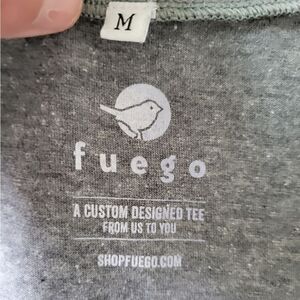 M
fuego
A CUSTOM DESIGNED TEE
FROM US TO YOU
SHOPFUEGO.COM